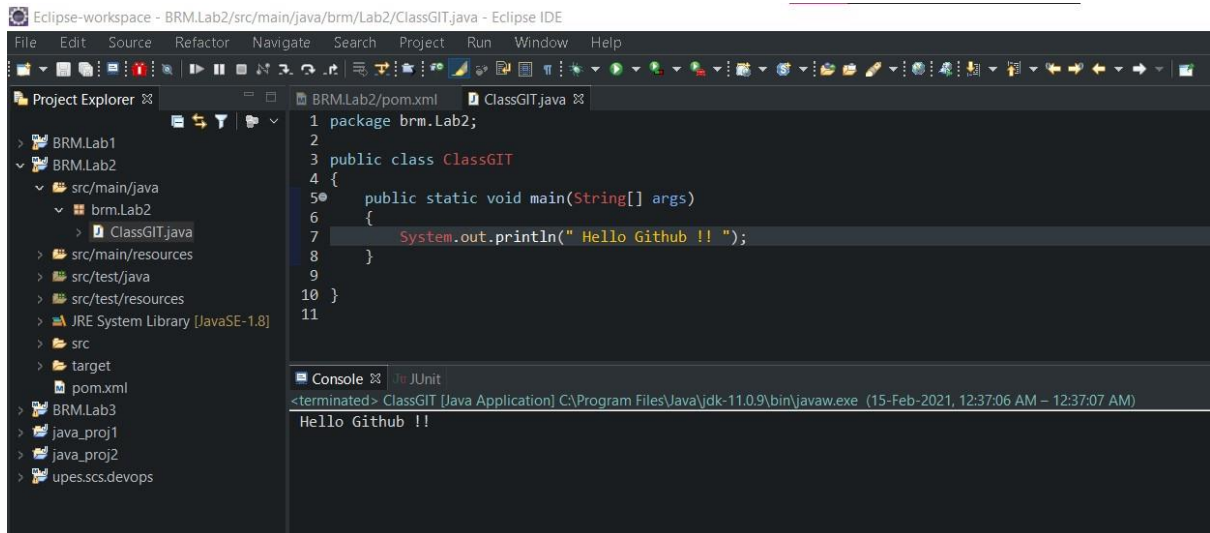 Eclipse-workspace - BRM.Lab2/src/main/java/brm/Lab2/ClassGIT.java - Eclipse IDE
File Edit Source Refactor Navigate Search Project Run Window Help
Project Explorer
BRM.Lab1
BRM.Lab2
src/main/java
brm.Lab2
ClassGIT.java
src/main/resources
src/test/java
src/test/resources
JRE System Library [JavaSE-1.8]
src
target
pom.xml
BRM.Lab3
java_proj1
java_proj2
upes.scs.devops
BRM.Lab2/pom.xml ClassGIT.java
1 package brm.Lab2;
2
3 public class ClassGIT
4 {
5 public static void main(String[] args)
6 {
7 System.out.println(" Hello Github !! ");
8 }
9
10 }
11
Console JUnit
<terminated> ClassGIT [Java Application] C:\Program Files\Java\jdk-11.0.9\bin\javaw.exe (15-Feb-2021, 12:37:06 AM – 12:37:07 AM)
Hello Github !!